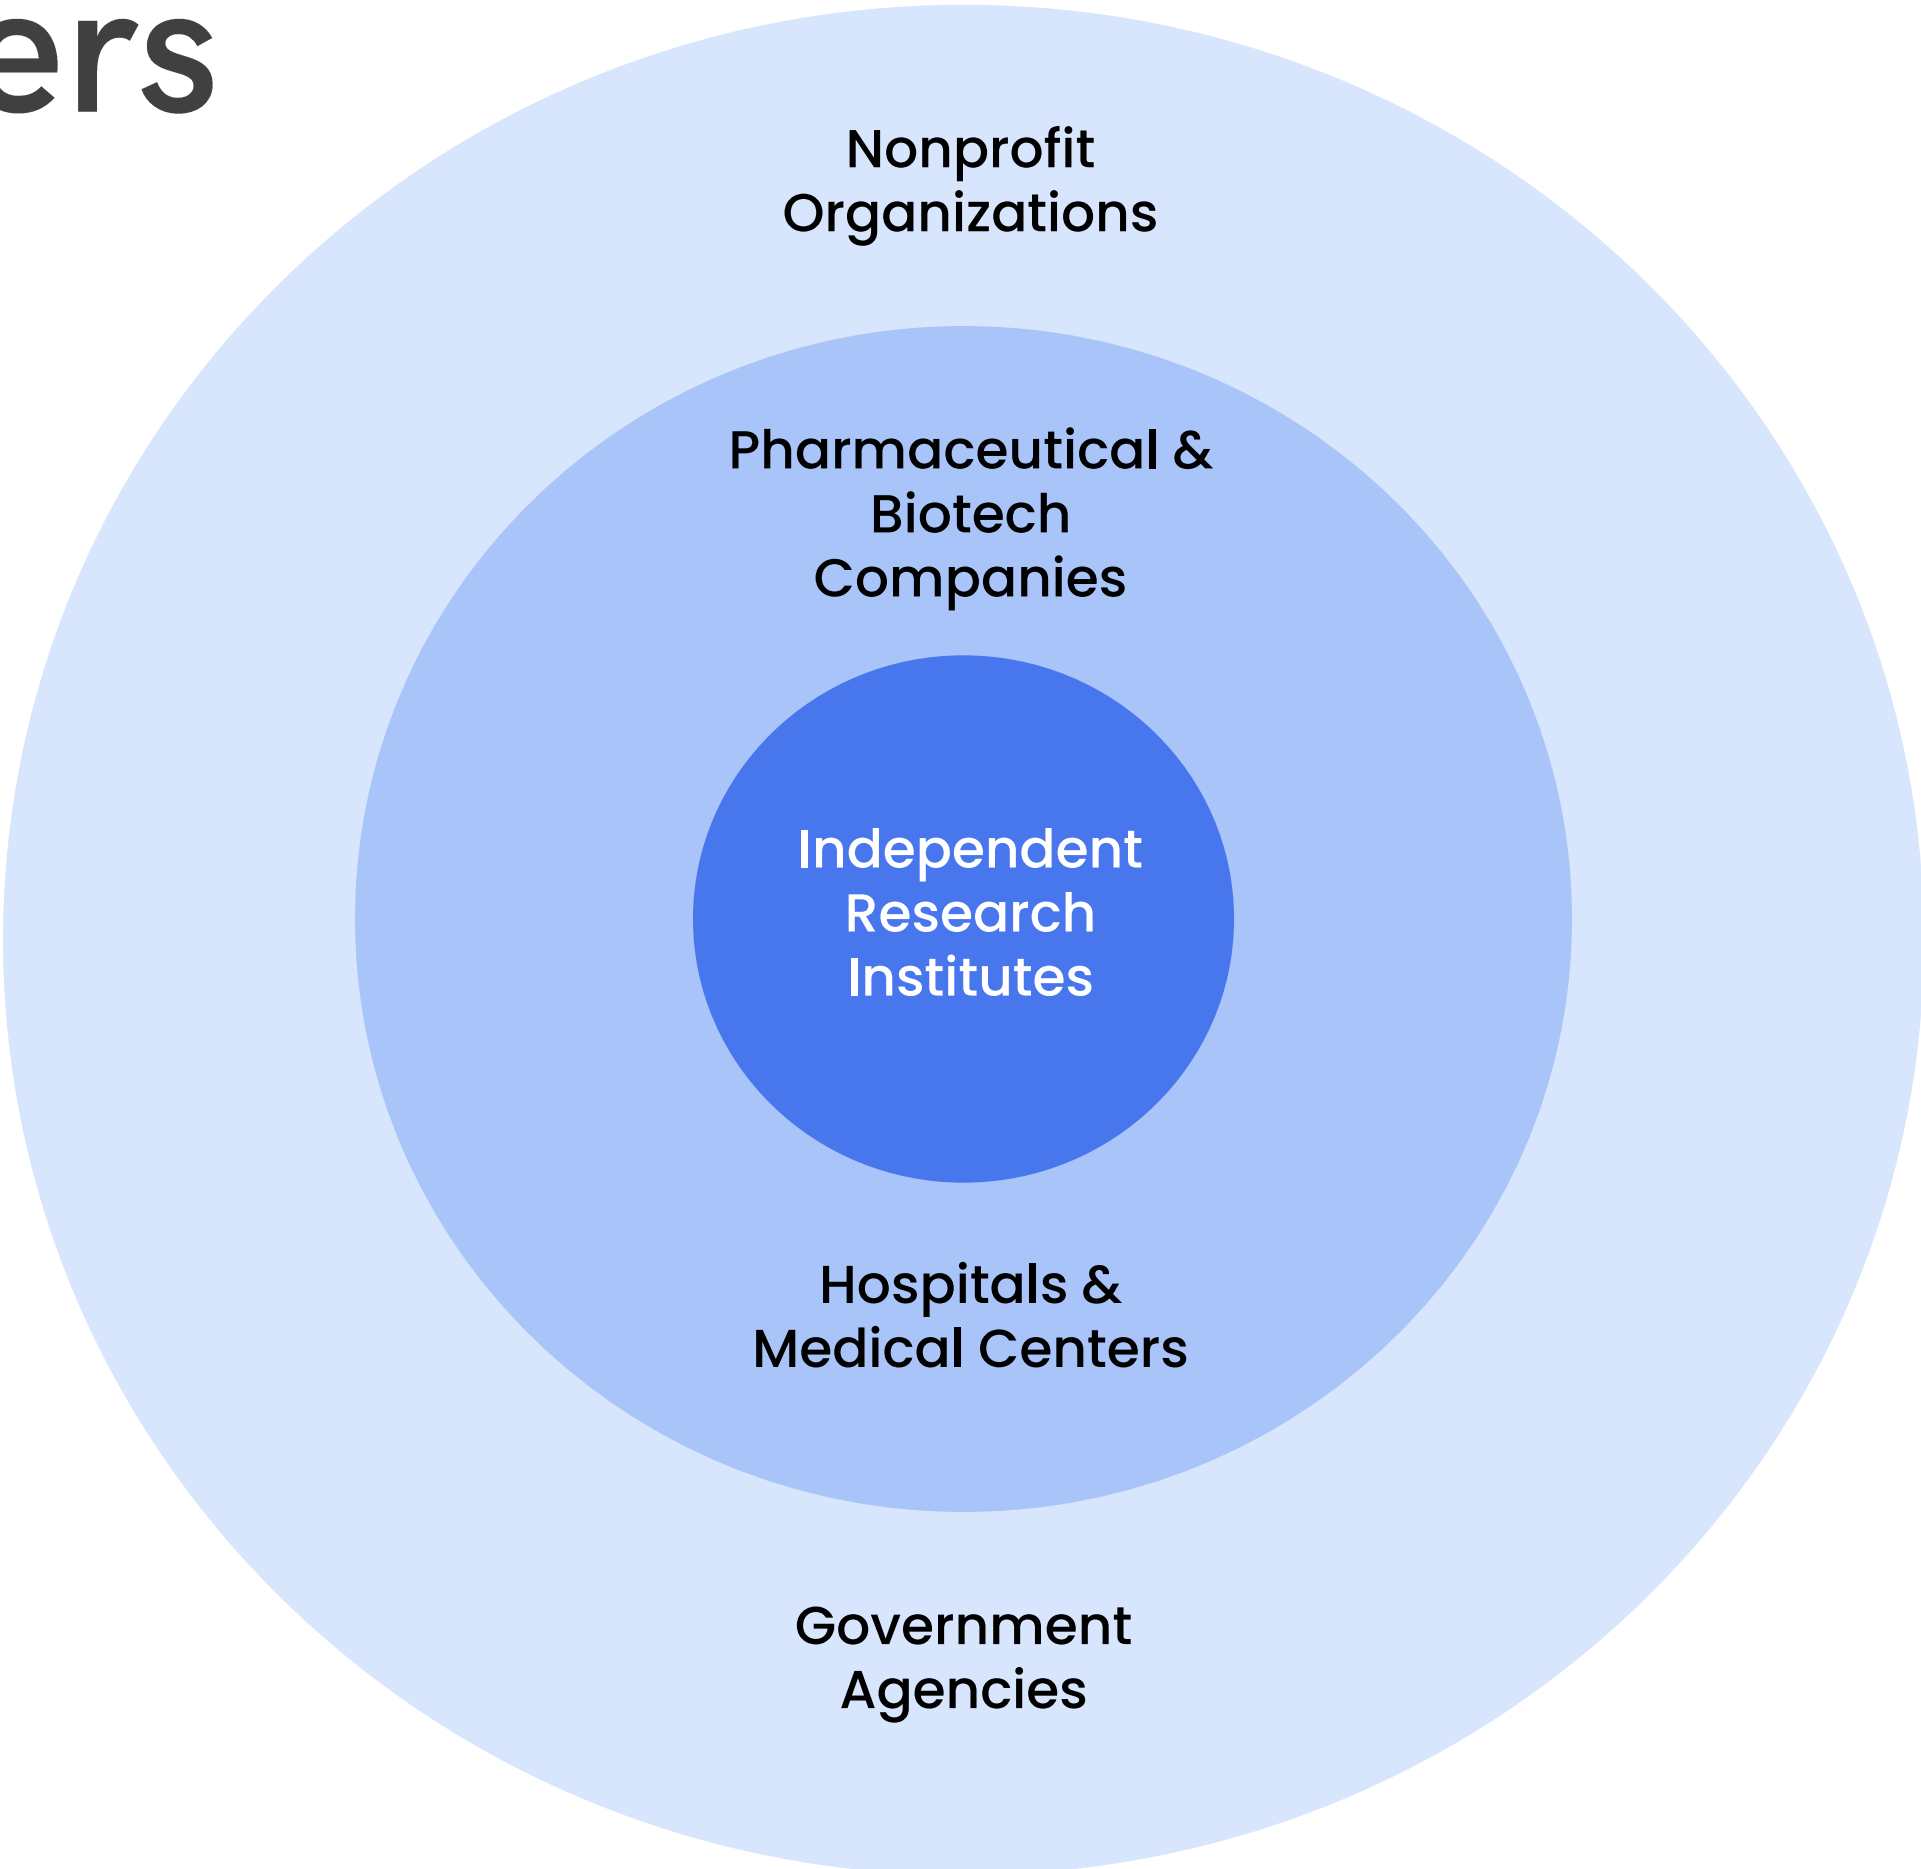 ers
Nonprofit
Organizations
Pharmaceutical &
Biotech
Companies
Independent
Research
Institutes
Hospitals &
Medical Centers
Government
Agencies